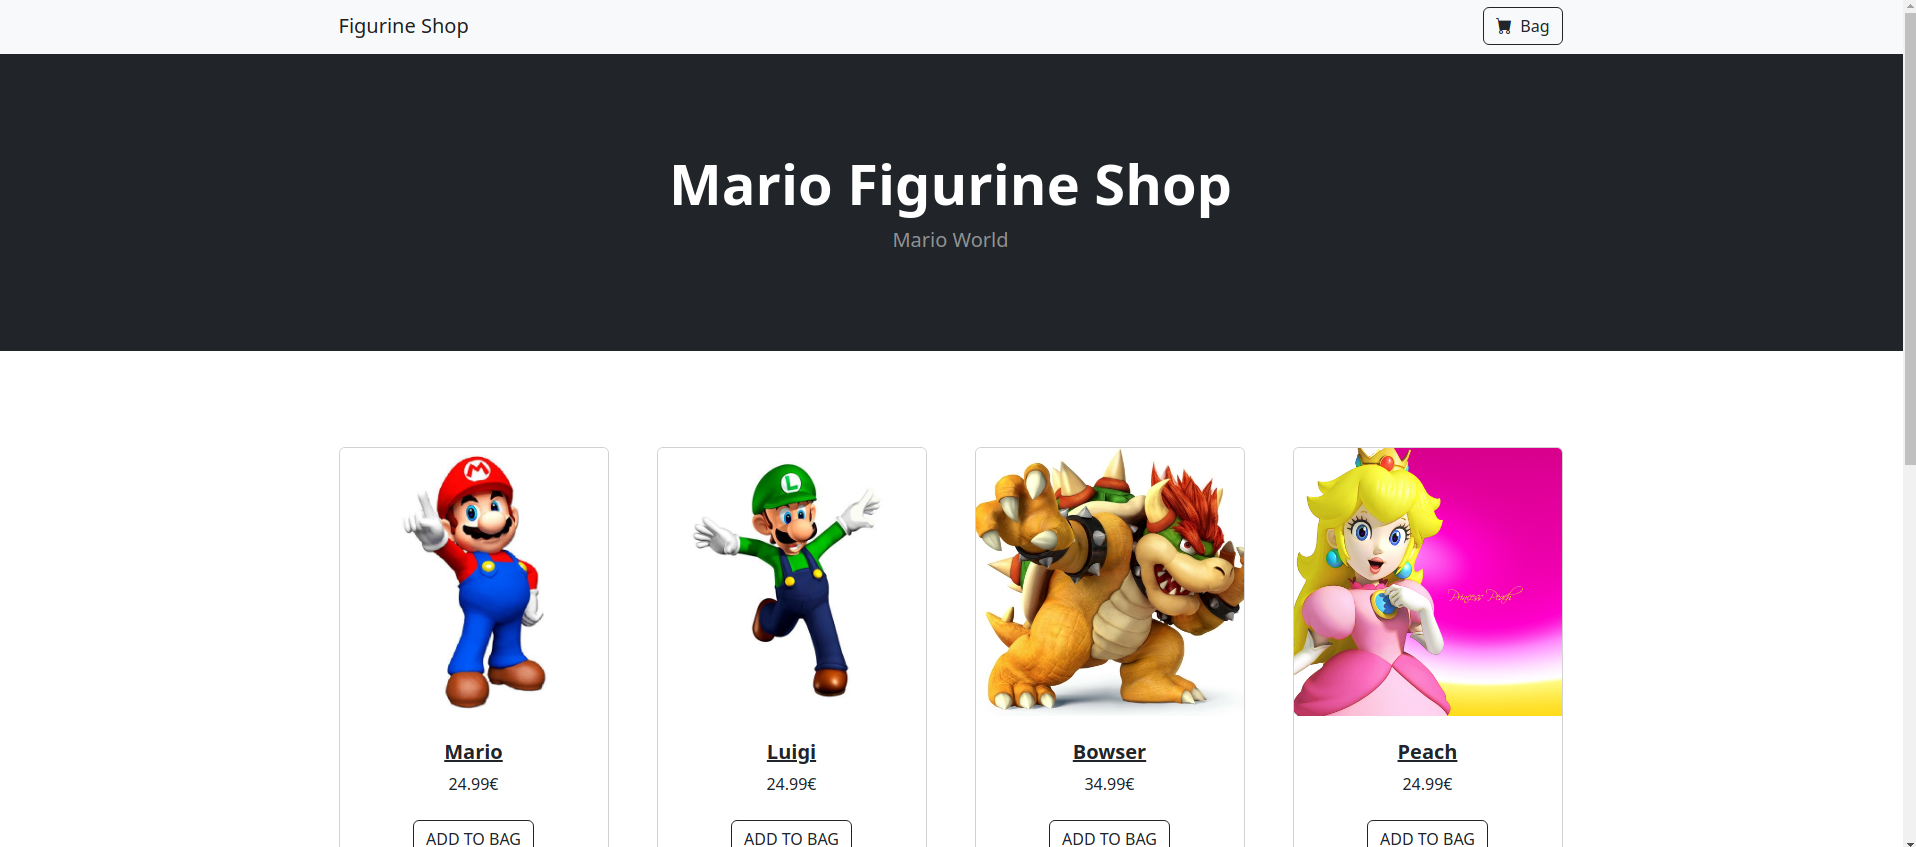 Figurine Shop
Bag
Mario Figurine Shop
Mario World
M
L
Princess Peach
Mario
Luigi
Bowser
Peach
24.99€
24.99€
34.99€
24.99€
ADD TO BAG
ADD TO BAG
ADD TO BAG
ADD TO BAG